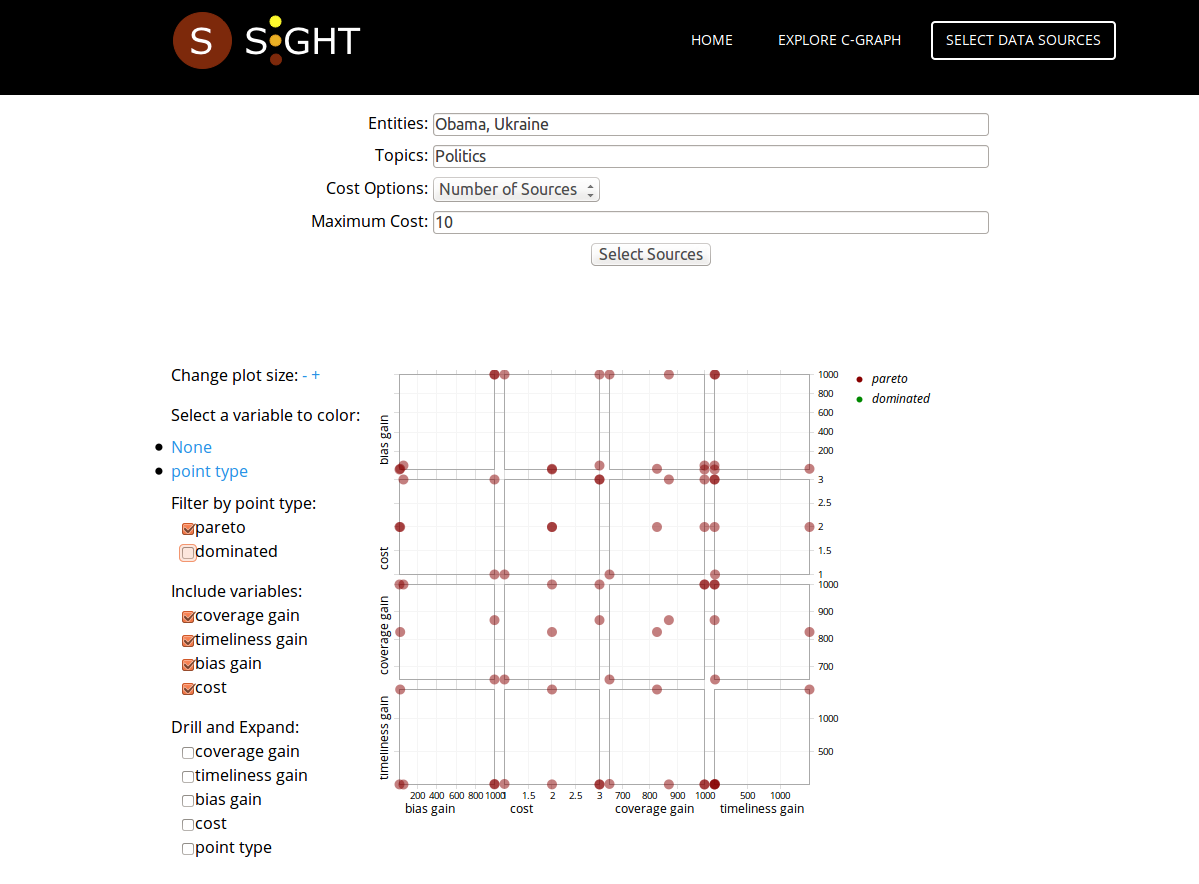 S SiGHT HOME EXPLORE C-GRAPH SELECT DATA SOURCES
Entities: Obama, Ukraine
Topics: Politics
Cost Options: Number of Sources
Maximum Cost: 10
Select Sources
Change plot size: - +
Select a variable to color:
None
point type
Filter by point type:
pareto
dominated
Include variables:
coverage gain
timeliness gain
bias gain
cost
Drill and Expand:
coverage gain
timeliness gain
bias gain
cost
point type
bias gain
cost
coverage gain
timeliness gain
1000
800
600
400
200
3
2.5
2
1.5
1
1000
900
800
700
1000
500
200 400 600 800 1000 1 1.5 2 2.5 3 700 800 900 1000 500 1000
bias gain cost coverage gain timeliness gain
pareto
dominated